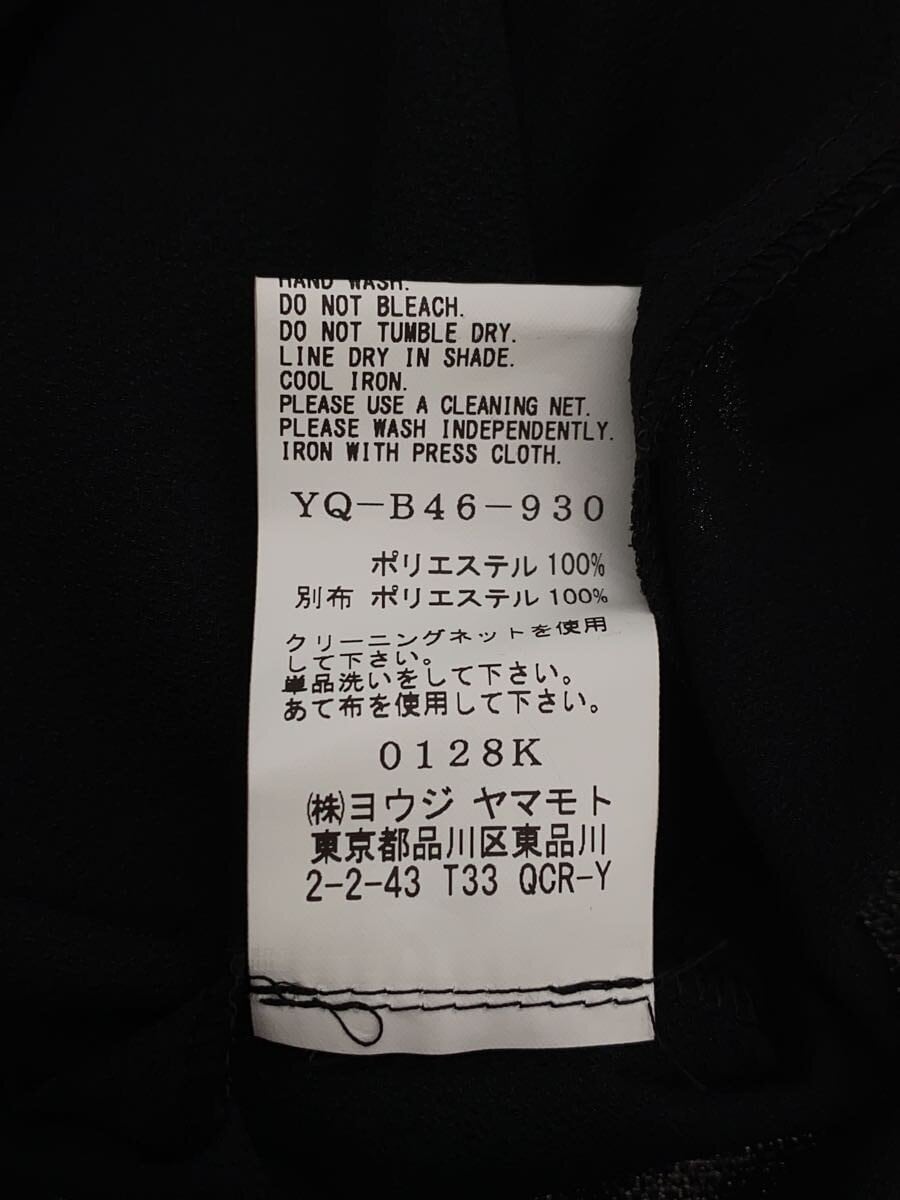 HAND WASH.
DO NOT BLEACH.
DO NOT TUMBLE DRY.
LINE DRY IN SHADE.
COOL IRON.
PLEASE USE A CLEANING NET.
PLEASE WASH INDEPENDENTLY.
IRON WITH PRESS CLOTH.
YQ-B46-930
ポリエステル 100%
別布 ポリエステル 100%
クリーニングネットを使用
して下さい。
単品洗いをして下さい。
あて布を使用して下さい。
0128K
㈱ヨウジ ヤマモト
東京都品川区東品川
2-2-43 T33 QCR-Y